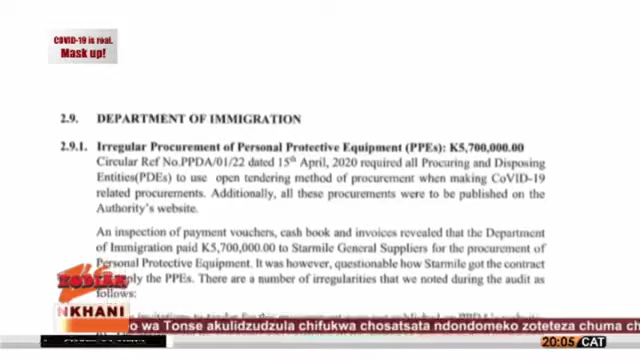 COVID-19 is real.
Mask up!
2.9. DEPARTMENT OF IMMIGRATION
2.9.1. Irregular Procurement of Personal Protective Equipment (PPEs): K5,700,000.00
Circular Ref No.PPDA/01/22 dated 15th April, 2020 required all Procuring and Disposing
Entities(PDEs) to use open tendering method of procurement when making CoVID-19
related procurements. Additionally, all these procurements were to be published on the
Authority's website.
An inspection of payment vouchers, cash book and invoices revealed that the Department
of Immigration paid K5,700,000.00 to Starmile General Suppliers for the procurement of
Personal Protective Equipment. It was however, questionable how Starmile got the contract
ply the PPEs. There are a number of irregularities that we noted during the audit as
follows:
ZODIAK
NKHANI
o wa Tonse akulidzudzula chifukwa chosatsata ndondomeko zoteteza chuma ch
20:05 CAT